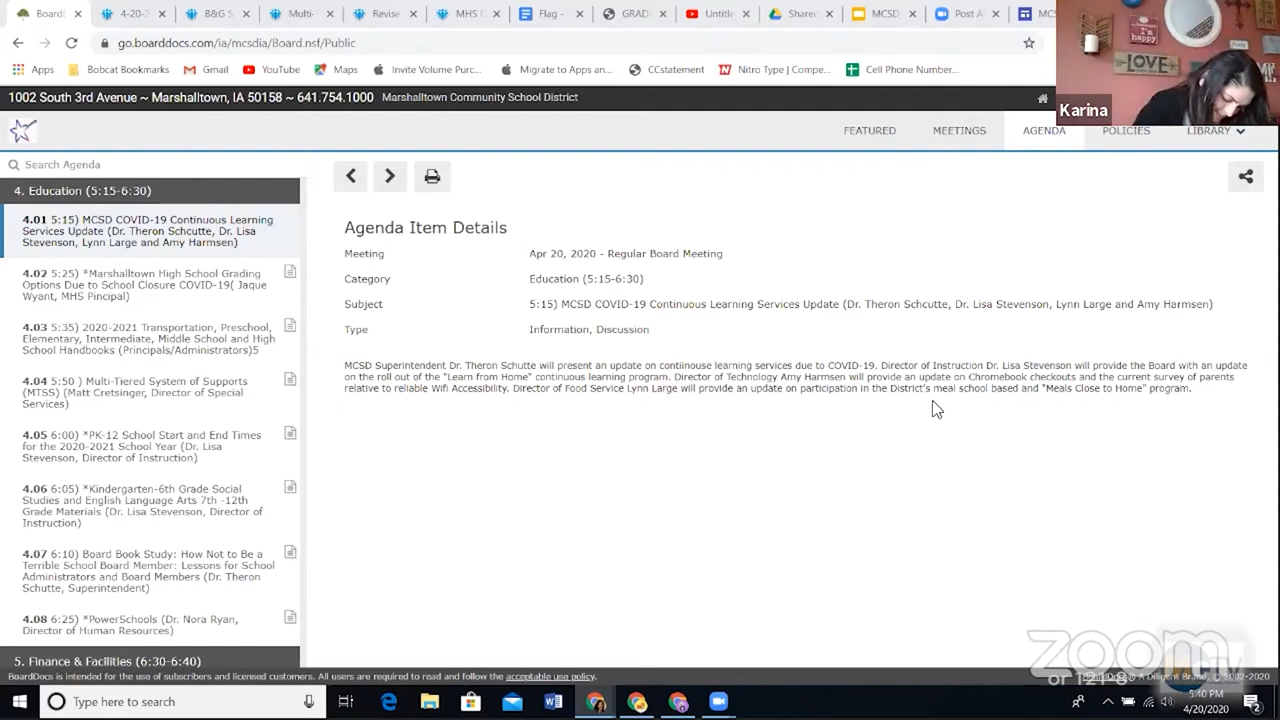 Board
4-20-2
B&G S
Multi-
Revise
MHS C
Flag -
GRAD
Untitle
Share
MCSD
Post A
MC
go.boarddocs.com/ia/mcsdia/Board.nsf/Public
Apps
Bobcat Bookmarks
Gmail
YouTube
Maps
Invite Volume Purc...
Migrate to Apps an...
CCstatement
Nitro Type | Compe...
Cell Phone Number...
I'm
happy
LOVE
Karina
1002 South 3rd Avenue ~ Marshalltown, IA 50158 ~ 641.754.1000 Marshalltown Community School District
FEATURED
MEETINGS
AGENDA
POLICIES
LIBRARY
Search Agenda
4. Education (5:15-6:30)
4.01 5:15) MCSD COVID-19 Continuous Learning
Services Update (Dr. Theron Schcutte, Dr. Lisa
Stevenson, Lynn Large and Amy Harmsen)
4.02 5:25) *Marshalltown High School Grading
Options Due to School Closure COVID-19( Jaque
Wyant, MHS Pincipal)
4.03 5:35) 2020-2021 Transportation, Preschool,
Elementary, Intermediate, Middle School and High
School Handbooks (Principals/Administrators)5
4.04 5:50 ) Multi-Tiered System of Supports
(MTSS) (Matt Cretsinger, Director of Special
Services)
4.05 6:00) *PK-12 School Start and End Times
for the 2020-2021 School Year (Dr. Lisa
Stevenson, Director of Instruction)
4.06 6:05) *Kindergarten-6th Grade Social
Studies and English Language Arts 7th -12th
Grade Materials (Dr. Lisa Stevenson, Director of
Instruction)
4.07 6:10) Board Book Study: How Not to Be a
Terrible School Board Member: Lessons for School
Administrators and Board Members (Dr. Theron
Schutte, Superintendent)
4.08 6:25) *PowerSchools (Dr. Nora Ryan,
Director of Human Resources)
5. Finance & Facilities (6:30-6:40)
Agenda Item Details
Meeting
Apr 20, 2020 - Regular Board Meeting
Category
Education (5:15-6:30)
Subject
5:15) MCSD COVID-19 Continuous Learning Services Update (Dr. Theron Schcutte, Dr. Lisa Stevenson, Lynn Large and Amy Harmsen)
Type
Information, Discussion
MCSD Superintendent Dr. Theron Schutte will present an update on contiinouse learning services due to COVID-19. Director of Instruction Dr. Lisa Stevenson will provide the Board with an update
on the roll out of the "Learn from Home" continuous learning program. Director of Technology Amy Harmsen will provide an update on Chromebook checkouts and the current survey of parents
relative to reliable Wifi Accessibility. Director of Food Service Lynn Large will provide an update on participation in the District's meal school based and "Meals Close to Home" program.
zoom
BoardDocs is for the use of subscribers and licensed customers. All users are required to read and follow the acceptable use policy.
A Diligent Brand, © 2002-2020
Type here to search
5:40 PM
4/20/2020
2